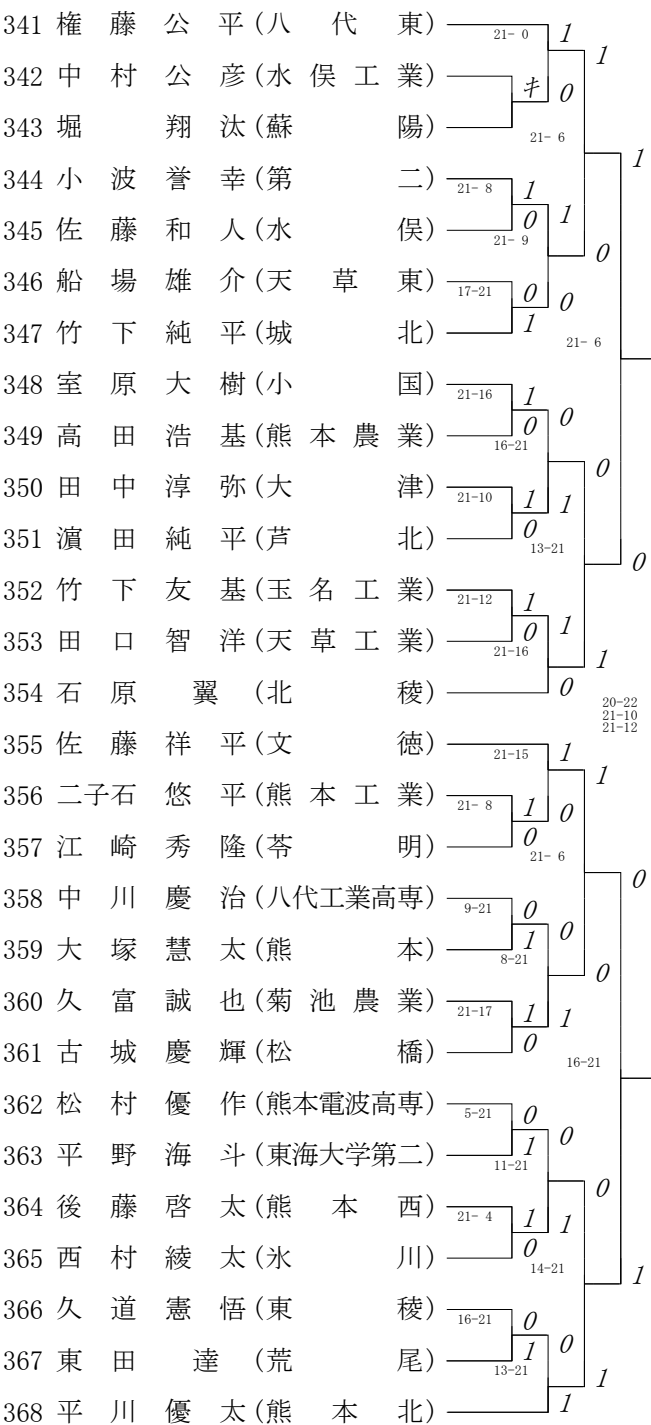 341 権藤公平(八代東) 21-0 1
1
342 中村公彦(水俣工業) キ 0
343 堀翔汰(蘇陽) 21-6
1
344 小波誉幸(第二) 21-8 1 1
345 佐藤和人(水俣) 0 21-9
0
346 船場雄介(天草東) 17-21 0 0
347 竹下純平(城北) 1
21-6
348 室原大樹(小国) 21-16 1 0
349 高田浩基(熊本農業) 0 16-21
0
350 田中淳弥(大津) 21-10 1 1
351 濵田純平(芦北) 0 13-21
0
352 竹下友基(玉名工業) 21-12 1 1
353 田口智洋(天草工業) 0 21-16
1
354 石原翼(北稜) 0
20-22
21-10
21-12
355 佐藤祥平(文徳) 21-15 1
1
356 二子石悠平(熊本工業) 21-8 1 0
357 江崎秀隆(苓明) 0 21-6
0
358 中川慶治(八代工業高専) 9-21 0 0
359 大塚慧太(熊本) 1 8-21
0
360 久富誠也(菊池農業) 21-17 1 1
361 古城慶輝(松橋) 0
16-21
362 松村優作(熊本電波高専) 5-21 0 0
363 平野海斗(東海大学第二) 1 11-21
0
364 後藤啓太(熊本西) 21-4 1 1
365 西村綾太(氷川) 0 14-21
1
366 久道憲悟(東稜) 16-21 0 0
367 東田達(荒尾) 1 13-21
1
368 平川優太(熊本北) 1